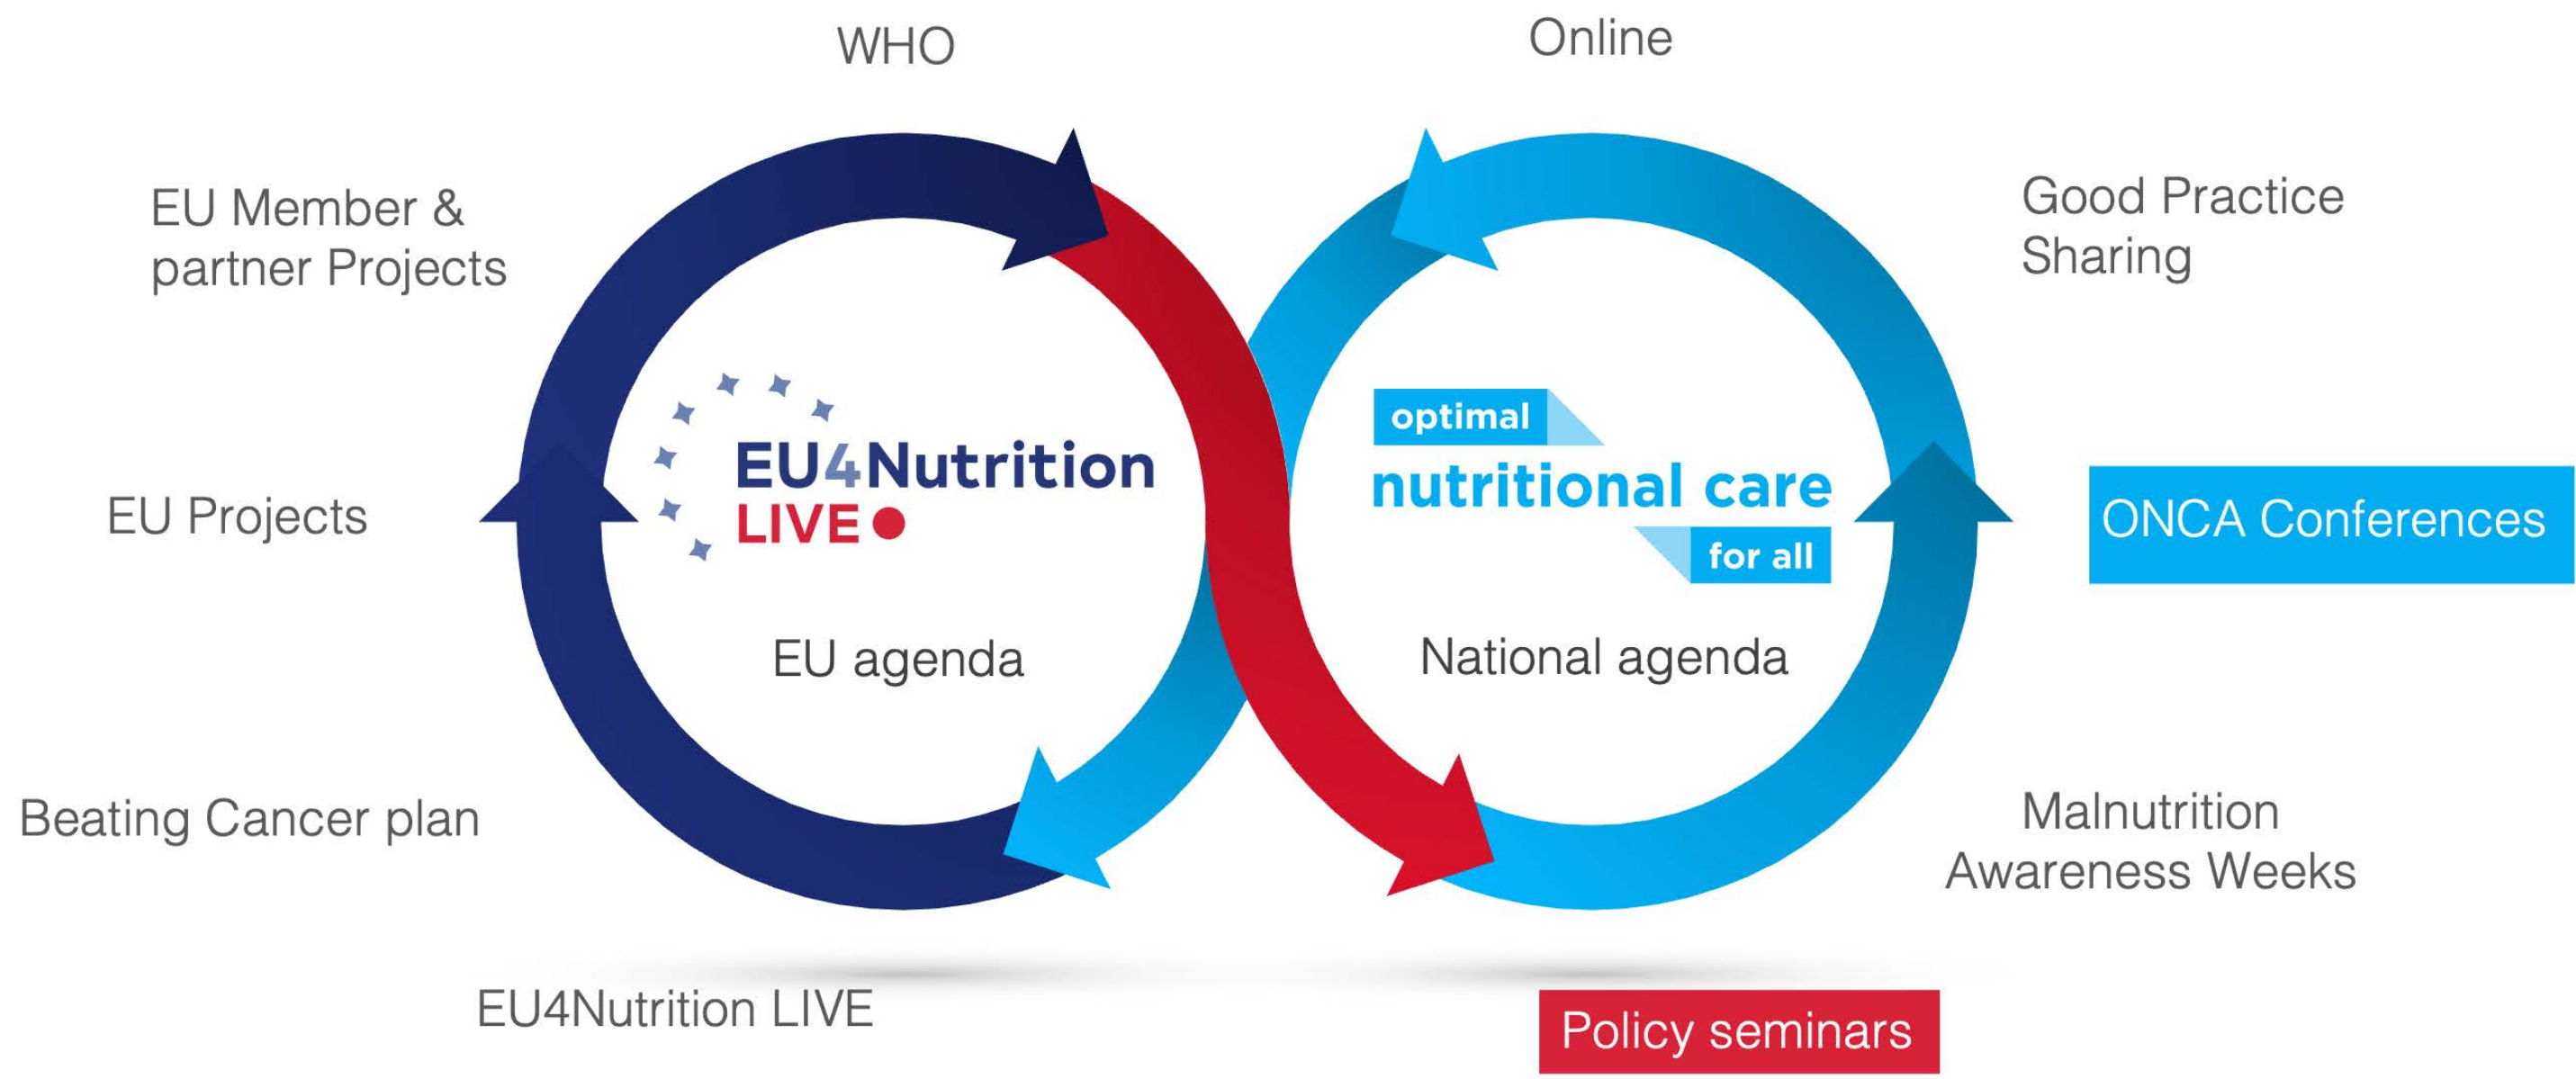 WHO
Online
EU Member &
partner Projects
Good Practice
Sharing
EU Projects
EU4Nutrition
LIVE
EU agenda
optimal
nutritional care
for all
National agenda
ONCA Conferences
Beating Cancer plan
Malnutrition
Awareness Weeks
EU4Nutrition LIVE
Policy seminars